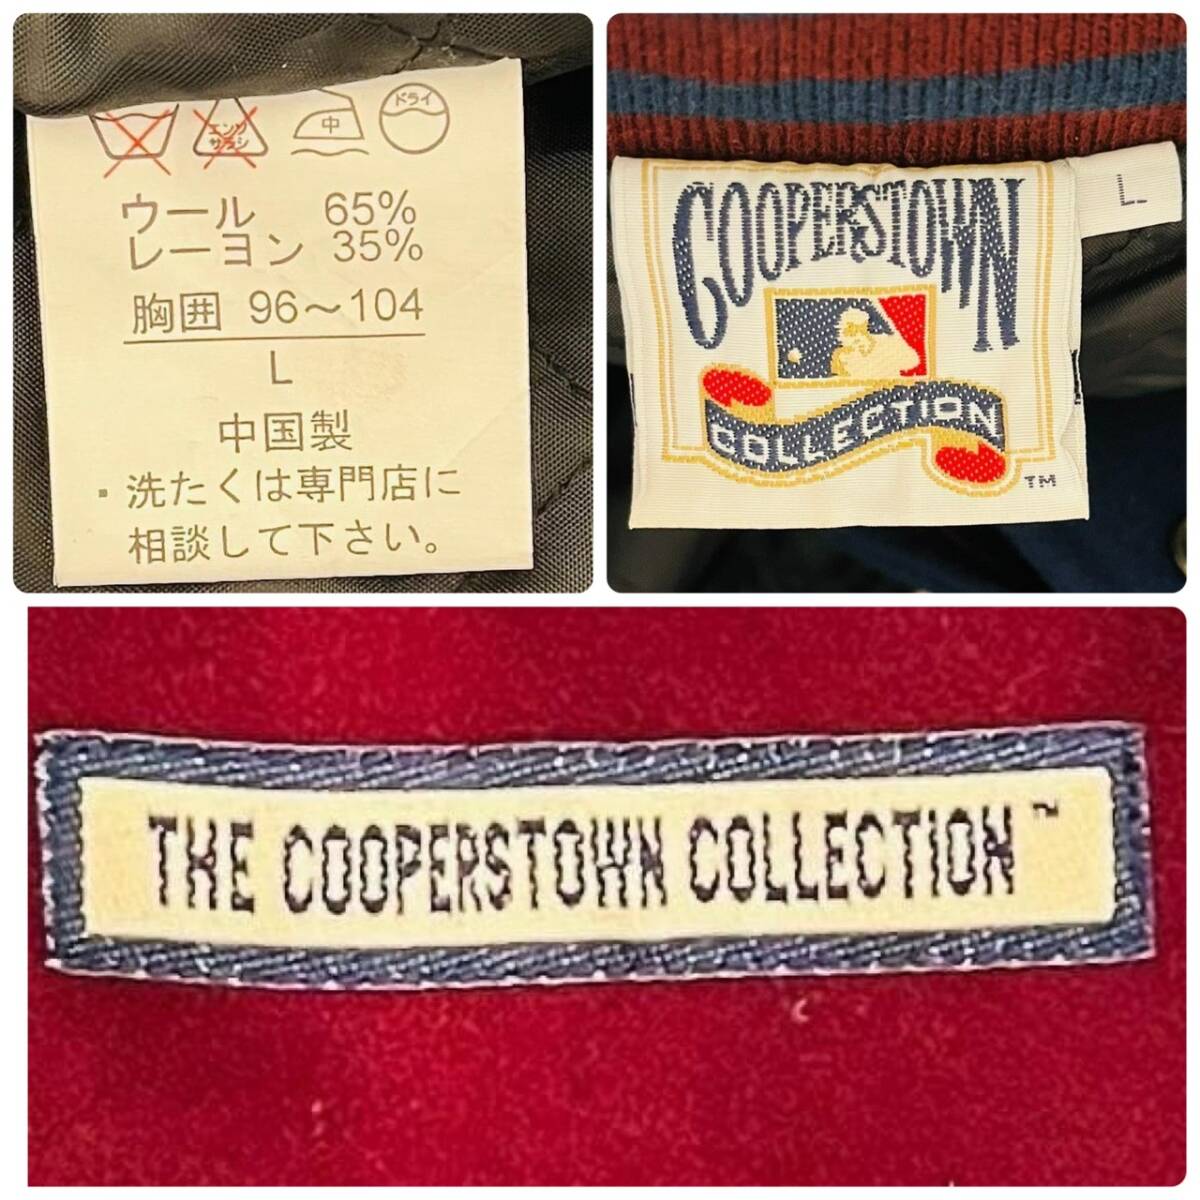 エンソ
サラシ
中
ドライ
ウール 65%
レーヨン 35%
胸囲 96～104
L
中国製
・洗たくは専門店に
相談して下さい。
COOPERSTOWN
COLLECTION
TM
L
THE COOPERSTOWN COLLECTION TM